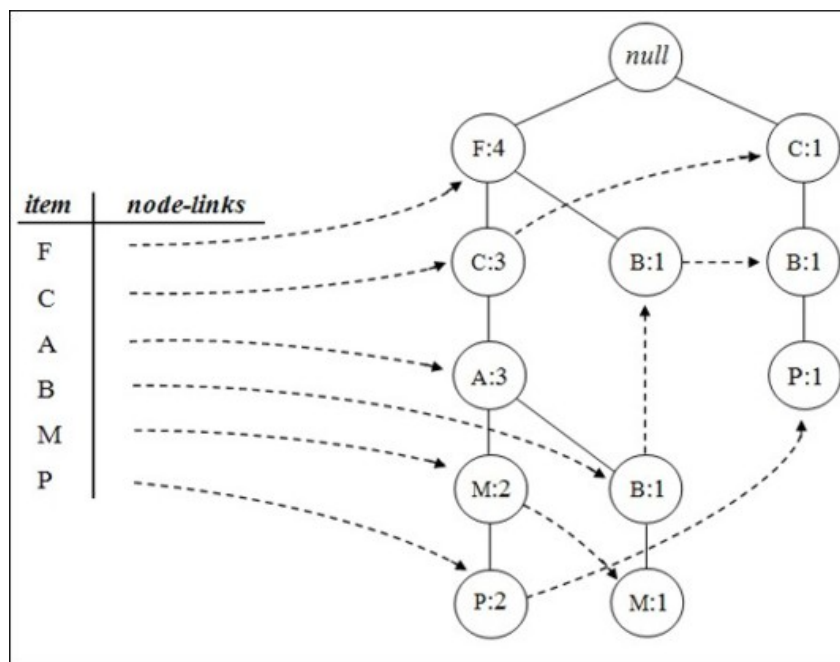 null
F:4 C:1
item node-links
F
C:3 B:1 B:1
C
A
A:3 P:1
B
M
P
M:2 B:1
P:2 M:1